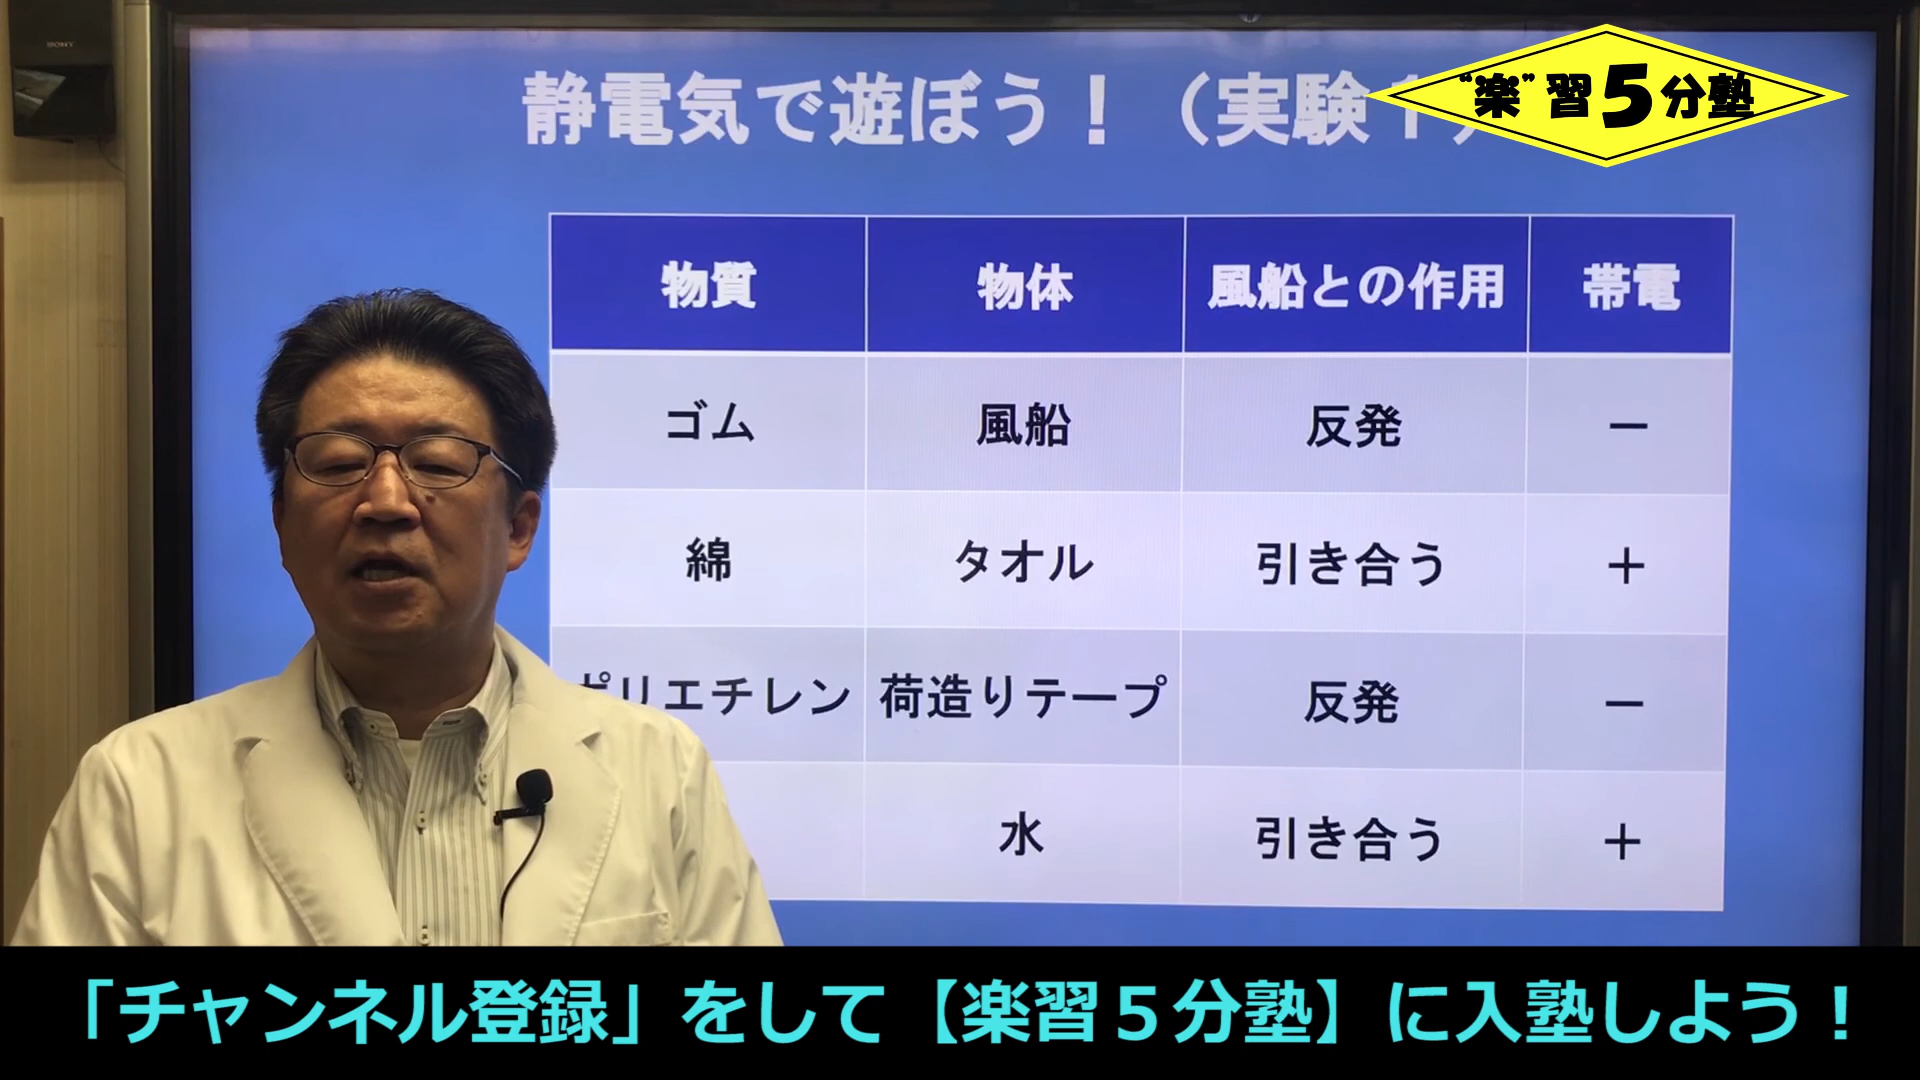 SONY
静電気で遊ぼう！（実験１）
“楽”習5分塾
物質 物体 風船との作用 帯電
ゴム 風船 反発 －
綿 タオル 引き合う ＋
ポリエチレン 荷造りテープ 反発 －
水 引き合う ＋
「チャンネル登録」をして【楽習５分塾】に入塾しよう！